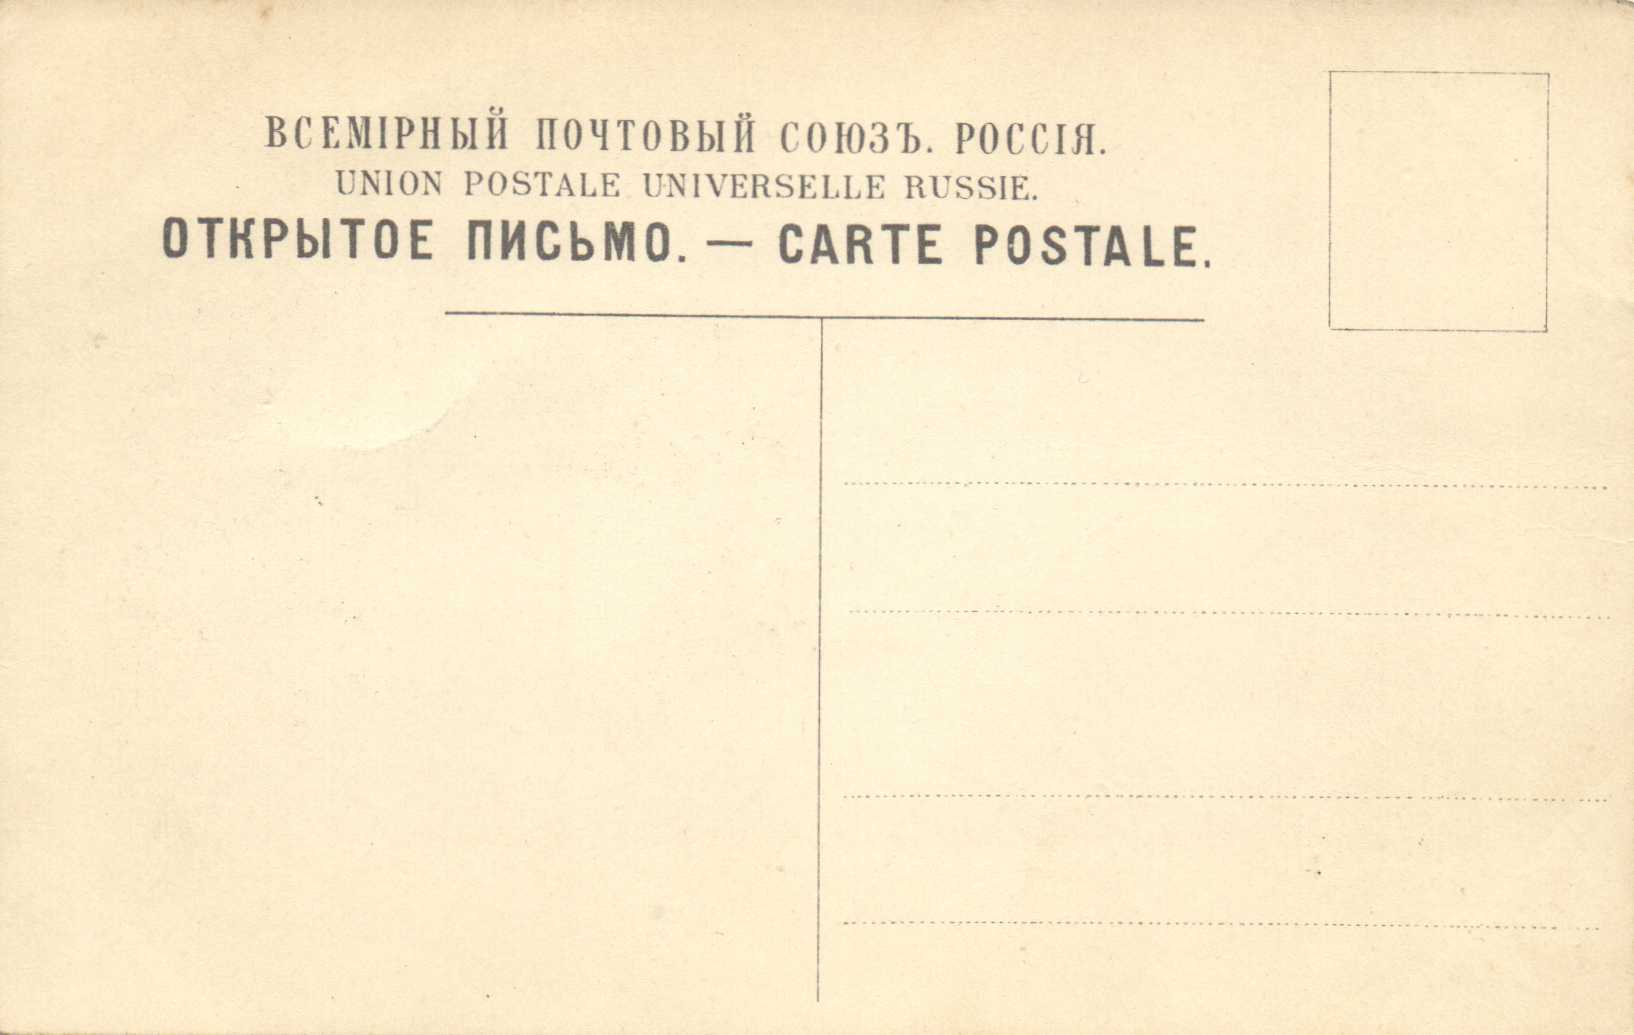 ВСЕМІРНЫЙ ПОЧТОВЫЙ СОЮЗЪ. РОССІЯ.
UNION POSTALE UNIVERSELLE RUSSIE.
ОТКРЫТОЕ ПИСЬМО. — CARTE POSTALE.